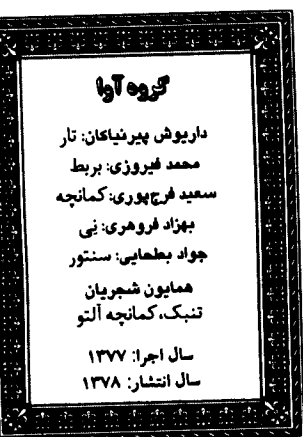 گروه آوا
داریوش پیرنیاکان: تار
محمد فیروزی: بربط
سعید فرج‌پوری: کمانچه
بهزاد فروهری: نی
جواد بطحایی: سنتور
همایون شجریان
تنبک، کمانچه آلتو
سال اجرا: ۱۳۷۷
سال انتشار: ۱۳۷۸